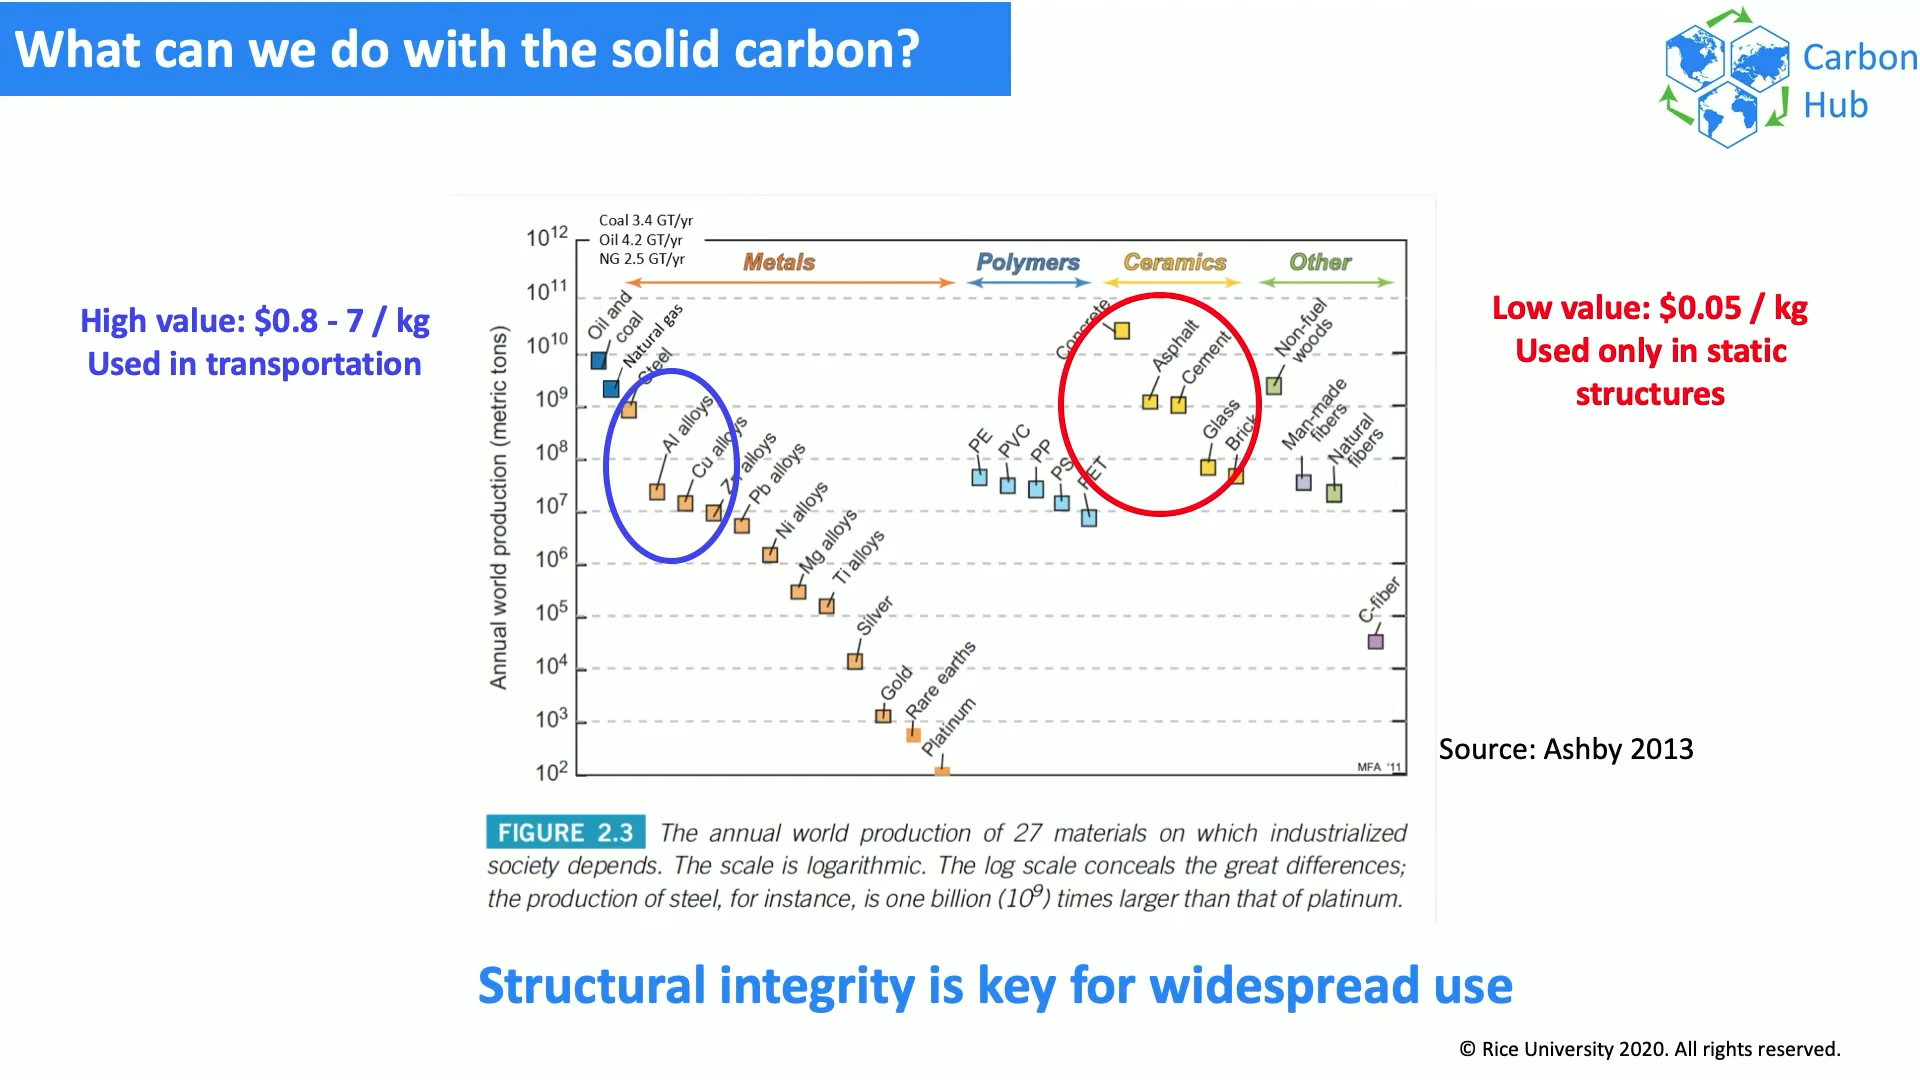 What can we do with the solid carbon?
Carbon
Hub
High value: $0.8 - 7 / kg
Used in transportation
Low value: $0.05 / kg
Used only in static
structures
Coal 3.4 GT/yr
Oil 4.2 GT/yr
NG 2.5 GT/yr
Metals
Polymers
Ceramics
Other
Annual world production (metric tons)
10¹²
10¹¹
10¹⁰
10⁹
10⁸
10⁷
10⁶
10⁵
10⁴
10³
10²
Oil and
coal
Natural gas
Steel
Al alloys
Cu alloys
Zn alloys
Pb alloys
Ni alloys
Mg alloys
Ti alloys
Silver
Gold
Rare earths
Platinum
PE
PVC
PP
PS
PET
Concrete
Asphalt
Cement
Glass
Brick
Non-fuel
woods
Man-made
fibers
Natural
fibers
C-fiber
MFA '11
Source: Ashby 2013
FIGURE 2.3 The annual world production of 27 materials on which industrialized
society depends. The scale is logarithmic. The log scale conceals the great differences;
the production of steel, for instance, is one billion (10⁹) times larger than that of platinum.
Structural integrity is key for widespread use
© Rice University 2020. All rights reserved.